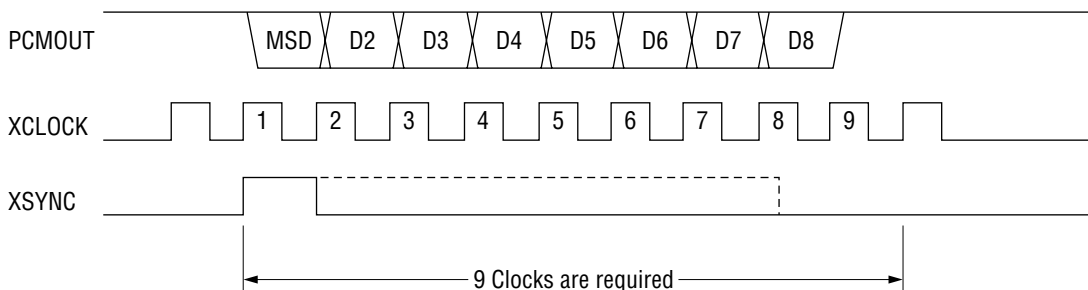 PCMOUT MSD D2 D3 D4 D5 D6 D7 D8
XCLOCK 1 2 3 4 5 6 7 8 9
XSYNC
9 Clocks are required